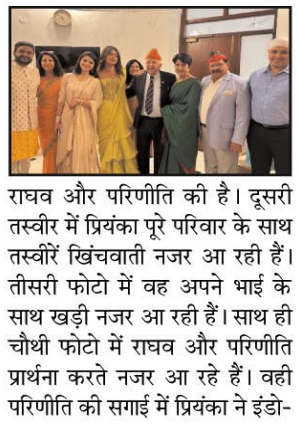 राघव और परिणीति की है। दूसरी
तस्वीर में प्रियंका पूरे परिवार के साथ
तस्वीरें खिंचवाती नजर आ रही हैं।
तीसरी फोटो में वह अपने भाई के
साथ खड़ी नजर आ रही हैं। साथ ही
चौथी फोटो में राघव और परिणीति
प्रार्थना करते नजर आ रहे हैं। वही
परिणीति की सगाई में प्रियंका ने इंडो-